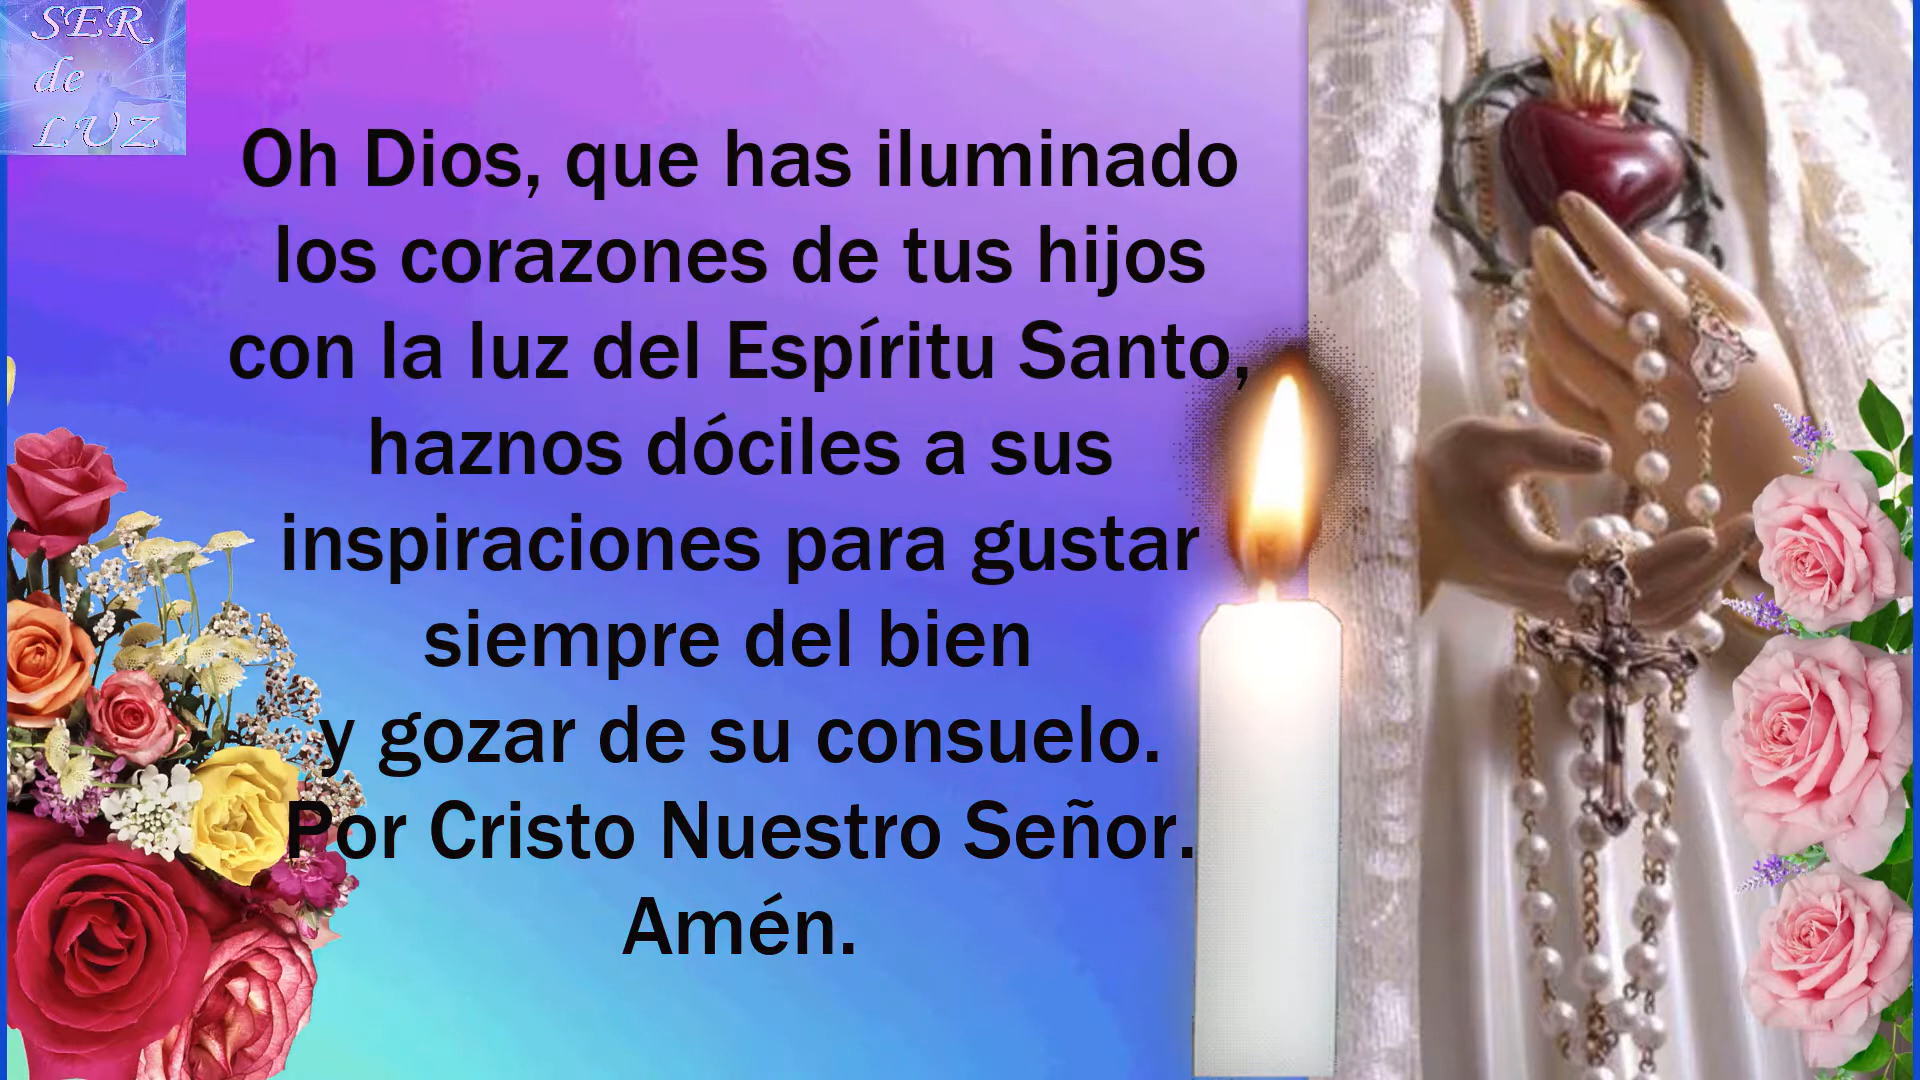 SER
de
LUZ
Oh Dios, que has iluminado
los corazones de tus hijos
con la luz del Espíritu Santo,
haznos dóciles a sus
inspiraciones para gustar
siempre del bien
y gozar de su consuelo.
Por Cristo Nuestro Señor.
Amén.